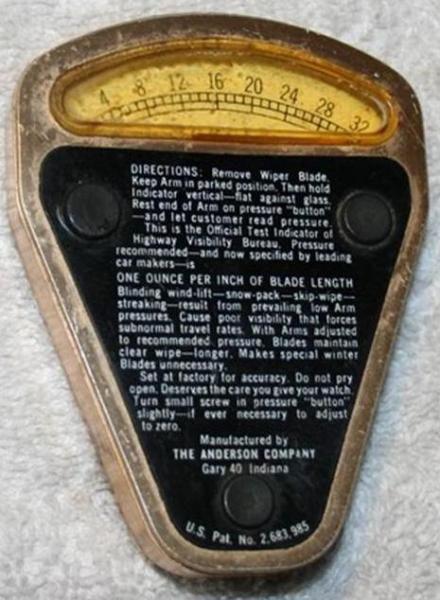 4 8 12 16 20 24 28 32
DIRECTIONS: Remove Wiper Blade.
Keep Arm in parked position. Then hold
Indicator vertical—flat against glass.
Rest end of Arm on pressure "button"
—and let customer read pressure.
This is the Official Test Indicator of
Highway Visibility Bureau. Pressure
recommended—and now specified by leading
car makers—is
ONE OUNCE PER INCH OF BLADE LENGTH
Blinding wind-lift—snow-pack—skip-wipe—
streaking—result from prevailing low Arm
pressures. Cause poor visibility that forces
subnormal travel rates. With Arms adjusted
to recommended pressure, Blades maintain
clear wipe—longer. Makes special winter
Blades unnecessary.
Set at factory for accuracy. Do not pry
open. Deserves the care you give your watch.
Turn small screw in pressure "button"
slightly—if ever necessary to adjust
to zero.
Manufactured by
THE ANDERSON COMPANY
Gary 40 Indiana
U.S. Pat. No. 2,683,985